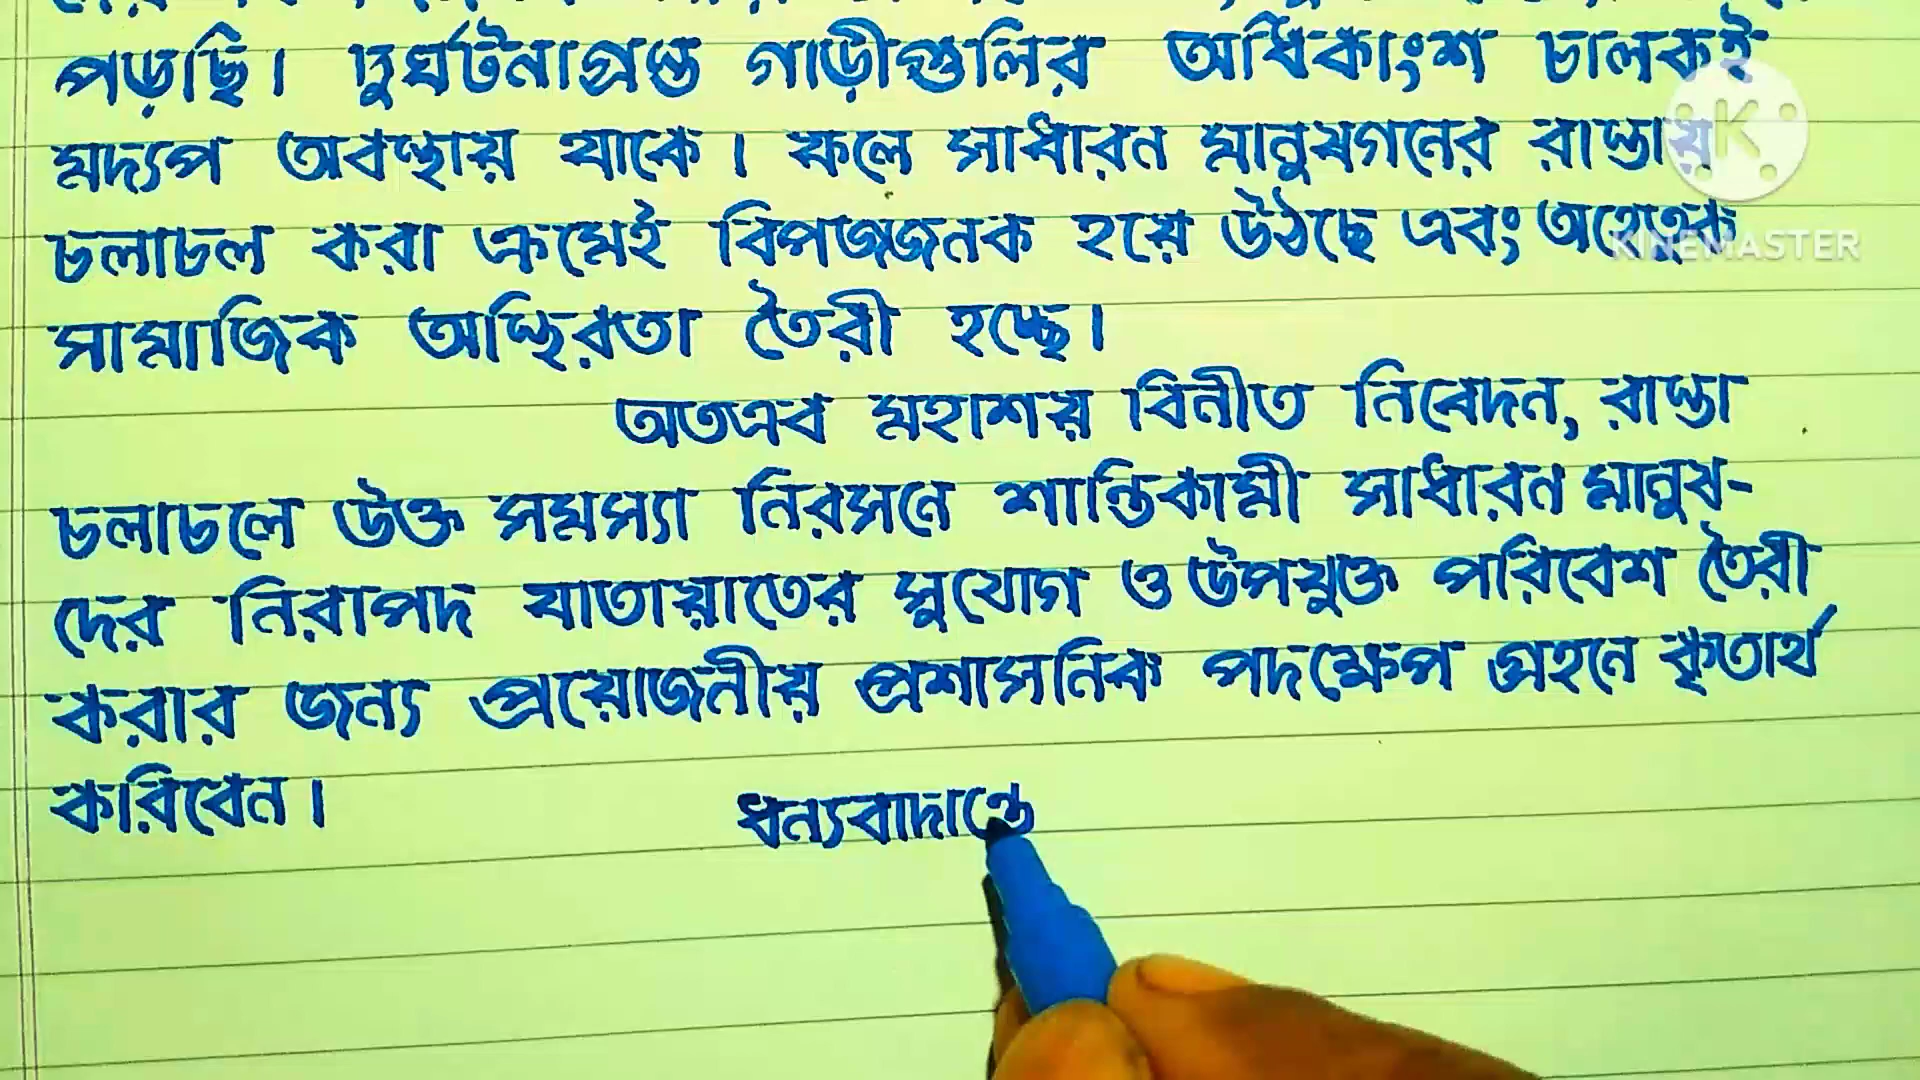 পড়ছি। দুর্ঘটনাগ্রস্ত গাড়ীগুলির অধিকাংশ চালকই
মদ্যপ অবস্থায় থাকে। ফলে সাধারন মানুষগনের রাস্তায়
চলাচল করা ক্রমেই বিপজ্জনক হয়ে উঠছে এবং অহেতুক
KINEMASTER
সামাজিক অস্থিরতা তৈরী হচ্ছে।
অতএব মহাশয় বিনীত নিবেদন, রাস্তা
চলাচলে উক্ত সমস্যা নিরসনে শান্তিকামী সাধারন মানুষ-
দের নিরাপদ যাতায়াতের সুযোগ ও উপযুক্ত পরিবেশ তৈরী
করার জন্য প্রয়োজনীয় প্রশাসনিক পদক্ষেপ গ্রহনে কৃতার্থ
করিবেন।
ধন্যবাদান্তে